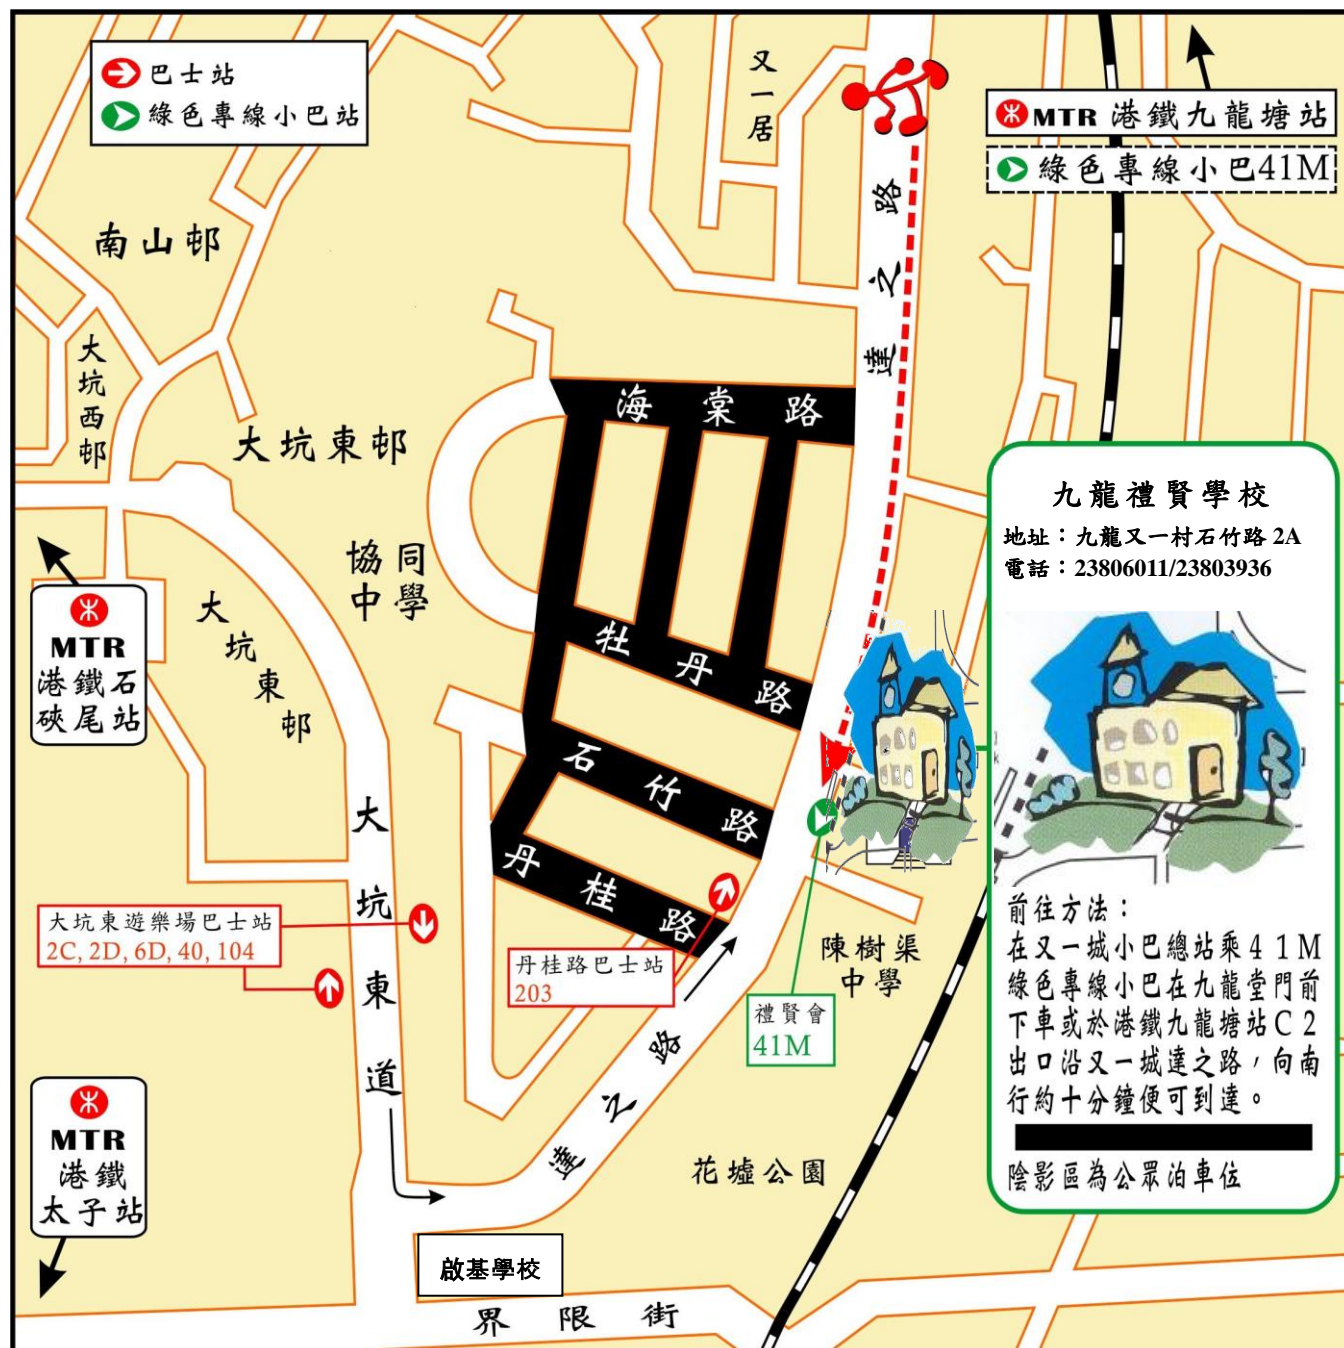 巴士站
綠色專線小巴站
又一居
MTR 港鐵九龍塘站
綠色專線小巴41M
南山邨
達之路
大坑西邨
海棠路
大坑東邨
九龍禮賢學校
地址：九龍又一村石竹路 2A
電話：23806011/23803936
協同
中學
MTR
港鐵石
硤尾站
大坑東邨
牡丹路
石竹路
丹桂路
大坑東道
大坑東遊樂場巴士站
2C, 2D, 6D, 40, 104
丹桂路巴士站
203
陳樹渠
中學
禮賢會
41M
前往方法：
在又一城小巴總站乘41M
綠色專線小巴在九龍堂門前
下車或於港鐵九龍塘站C2
出口沿又一城達之路，向南
行約十分鐘便可到達。
陰影區為公眾泊車位
達之路
MTR
港鐵
太子站
花墟公園
啟基學校
界限街